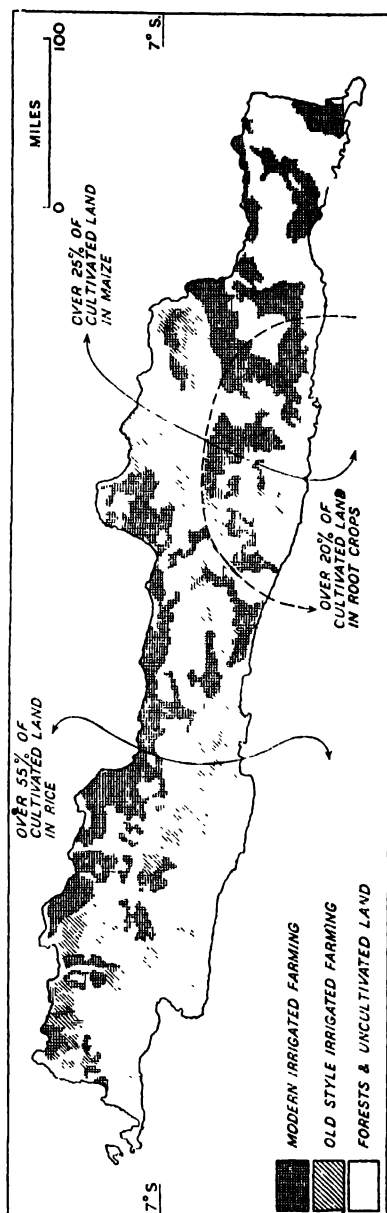 OVER 55% OF
CULTIVATED LAND
IN RICE
OVER 25% OF
CULTIVATED LAND
IN MAIZE
OVER 20% OF
CULTIVATED LAND
IN ROOT CROPS
MILES
0 100
7° S.
7° S.
MODERN IRRIGATED FARMING
OLD STYLE IRRIGATED FARMING
FORESTS & UNCULTIVATED LAND